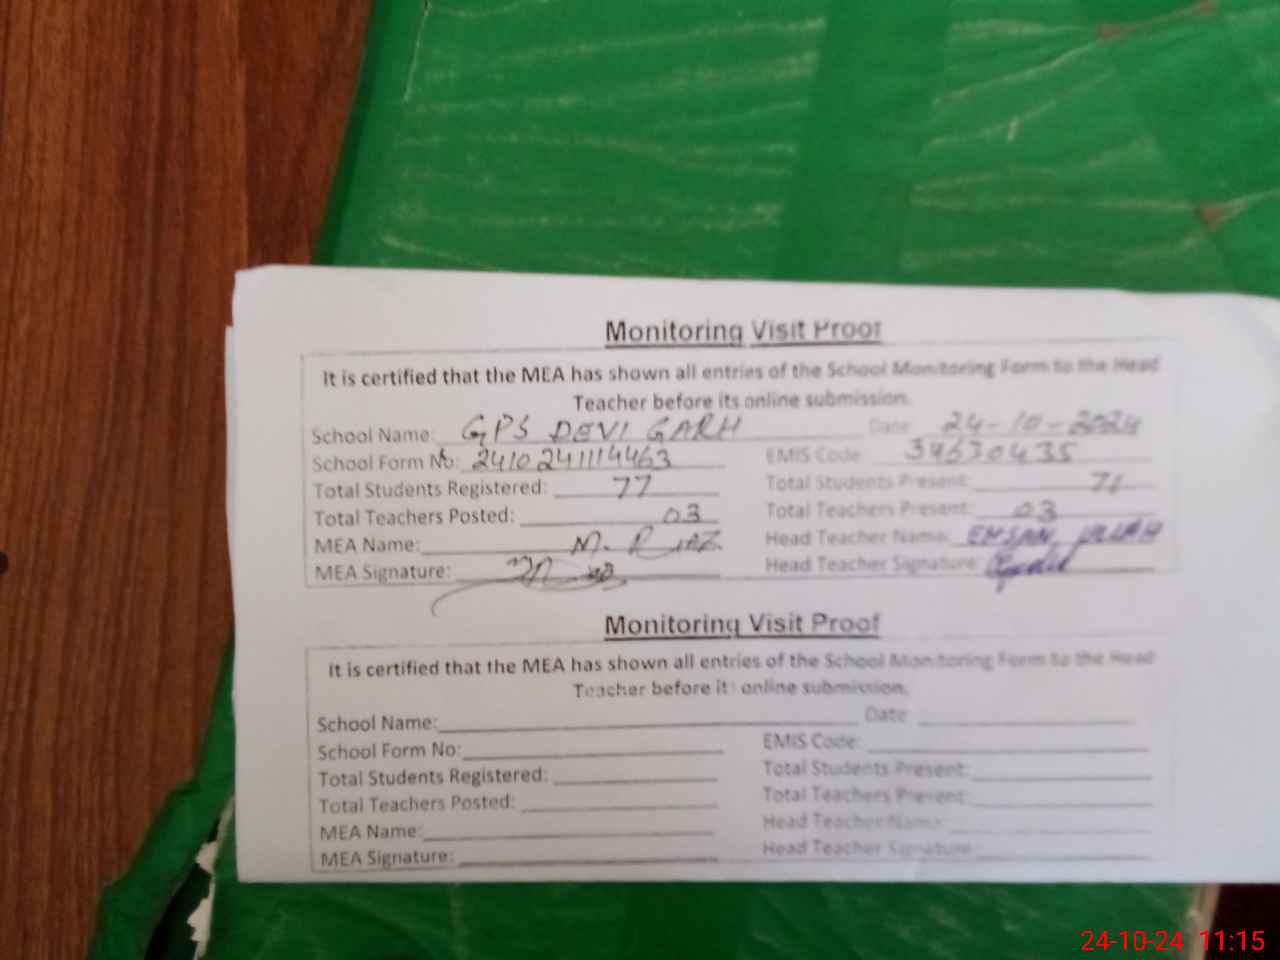 Monitoring Visit Proof
It is certified that the MEA has shown all entries of the School Monitoring Form to the Head
Teacher before its online submission.
School Name: GPS DEVI GARH Date: 24-10-2024
School Form No: 2410241114463 EMIS Code: 34630435
Total Students Registered: 77 Total Students Present: 71
Total Teachers Posted: 03 Total Teachers Present: 03
MEA Name: M. Riaz Head Teacher Name: EHSAN ULLAH
MEA Signature: Head Teacher Signature:
Monitoring Visit Proof
It is certified that the MEA has shown all entries of the School Monitoring Form to the Head
Teacher before its online submission.
School Name: Date:
School Form No: EMIS Code:
Total Students Registered: Total Students Present:
Total Teachers Posted: Total Teachers Present:
MEA Name: Head Teacher Name:
MEA Signature: Head Teacher Signature:
24-10-24 11:15